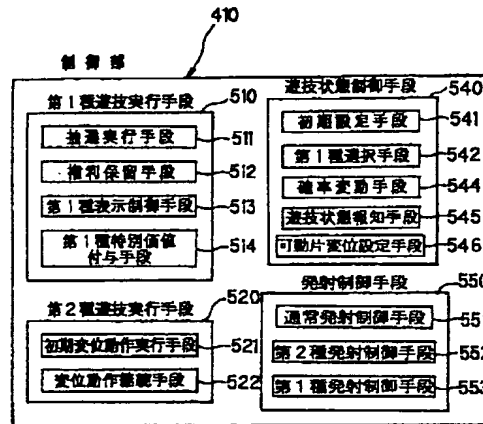 410
制御部
第1種遊技実行手段
510
抽選実行手段
511
権利保留手段
512
第1種表示制御手段
513
第1種特別価値
付与手段
514
遊技状態制御手段
540
初期設定手段
541
第1種選択手段
542
確率変動手段
544
遊技状態報知手段
545
可動片変位設定手段
546
第2種遊技実行手段
520
初期変位動作実行手段
521
変位動作継続手段
522
発射制御手段
550
通常発射制御手段
55
第2種発射制御手段
552
第1種発射制御手段
553